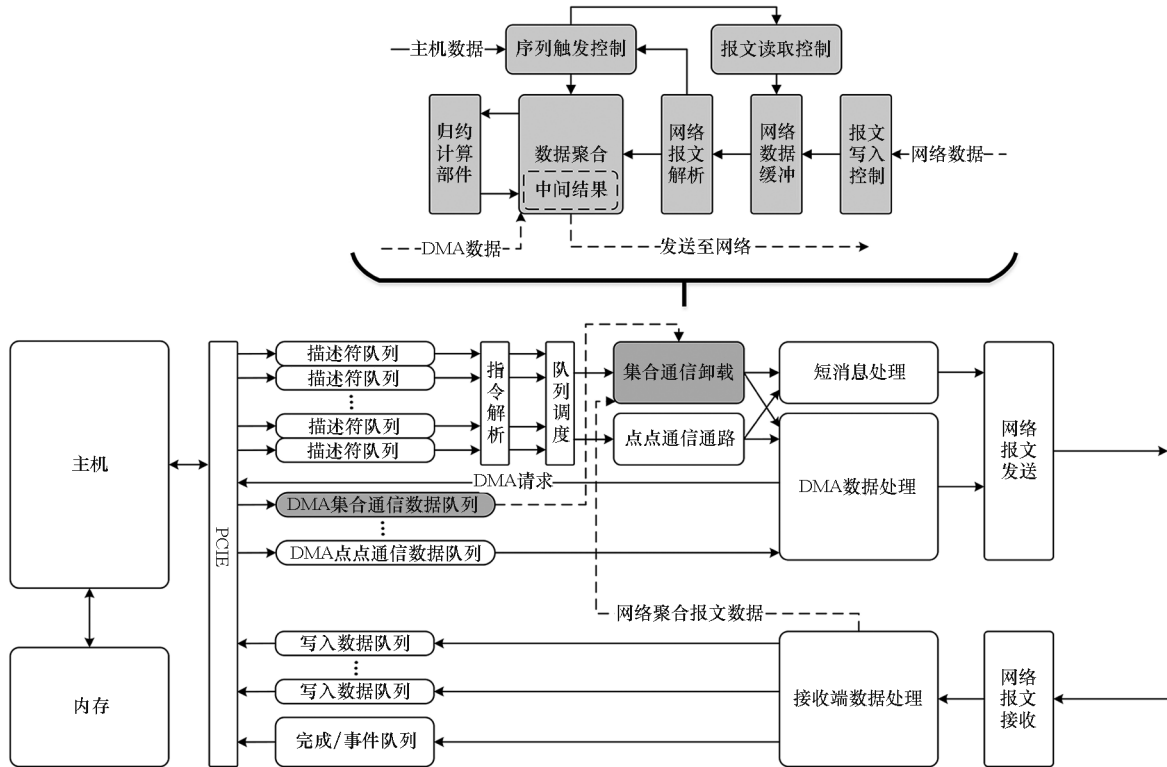 主机数据
序列触发控制
报文读取控制
归约
计算
部件
数据聚合
中间结果
网络
报文
解析
网络
数据
缓冲
报文
写入
控制
网络数据
DMA数据
发送至网络
主机
内存
PCIE
描述符队列
描述符队列
描述符队列
描述符队列
指令解析
队列调度
集合通信卸载
点点通信通路
短消息处理
DMA数据处理
网络
报文
发送
DMA请求
DMA集合通信数据队列
DMA点点通信数据队列
网络聚合报文数据
写入数据队列
写入数据队列
完成/事件队列
接收端数据处理
网络
报文
接收